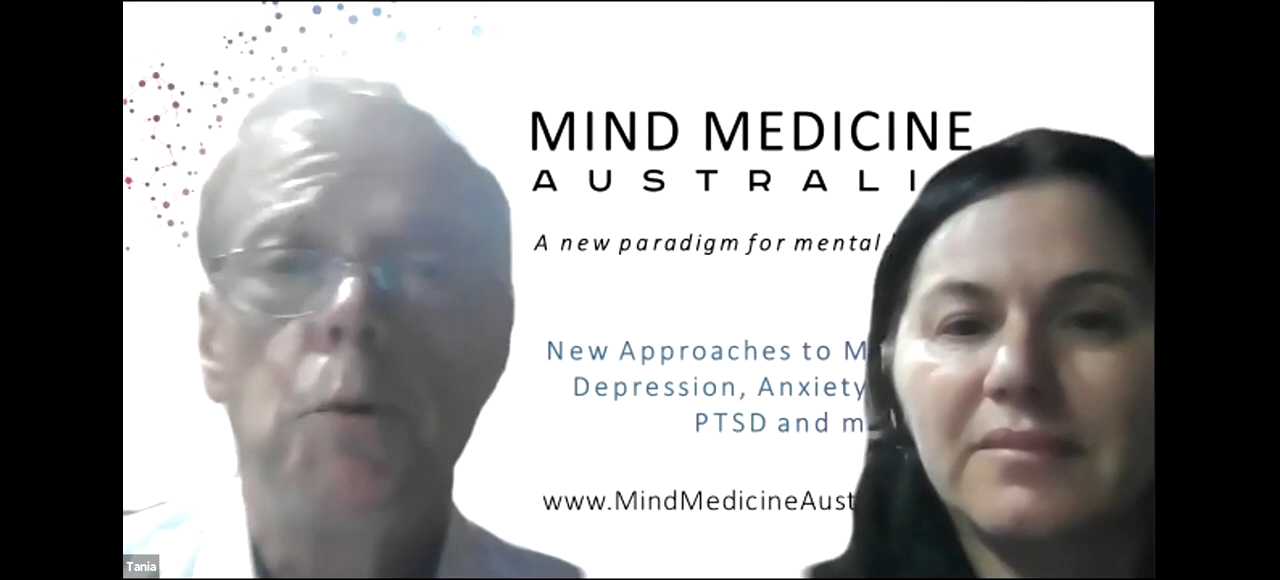 MIND MEDICINE
AUSTRALI
A new paradigm for mental
New Approaches to M
Depression, Anxiety
PTSD and m
www.MindMedicineAust
Tania